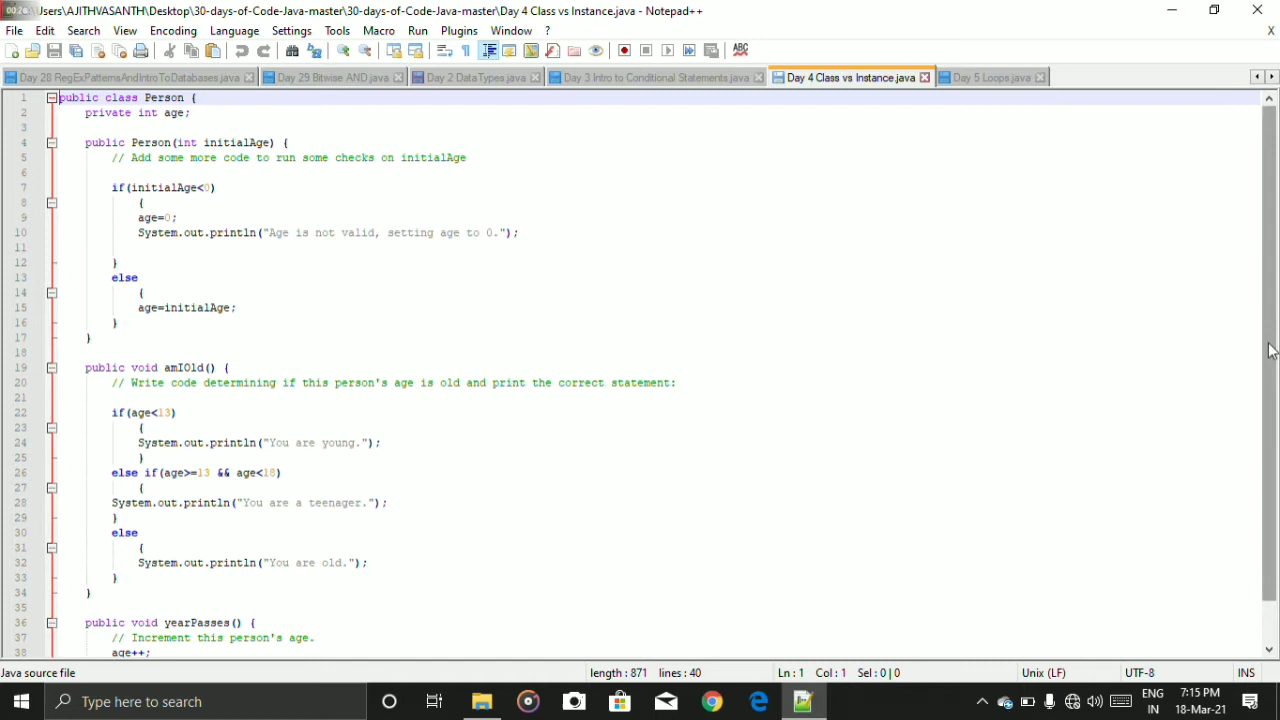 00:26
\Users\AJITHVASANTH\Desktop\30-days-of-Code-Java-master\30-days-of-Code-Java-master\Day 4 Class vs Instance.java - Notepad++
File Edit Search View Encoding Language Settings Tools Macro Run Plugins Window ? X
Day 28 RegExPatternsAndIntroToDatabases.java Day 29 Bitwise AND.java Day 2 DataTypes.java Day 3 Intro to Conditional Statements.java Day 4 Class vs Instance.java Day 5 Loops.java
1 public class Person {
2 private int age;
3
4 public Person(int initialAge) {
5 // Add some more code to run some checks on initialAge
6
7 if(initialAge<0)
8 {
9 age=0;
10 System.out.println("Age is not valid, setting age to 0.");
11
12 }
13 else
14 {
15 age=initialAge;
16 }
17 }
18
19 public void amIOld() {
20 // Write code determining if this person's age is old and print the correct statement:
21
22 if(age<13)
23 {
24 System.out.println("You are young.");
25 }
26 else if(age>=13 && age<18)
27 {
28 System.out.println("You are a teenager.");
29 }
30 else
31 {
32 System.out.println("You are old.");
33 }
34 }
35
36 public void yearPasses() {
37 // Increment this person's age.
38 age++;
Java source file length : 871 lines : 40 Ln : 1 Col : 1 Sel : 0 | 0 Unix (LF) UTF-8 INS
Type here to search
ENG
IN
7:15 PM
18-Mar-21